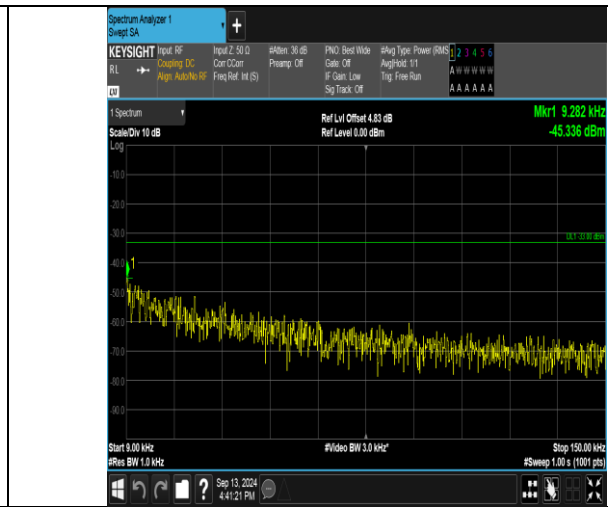 Spectrum Analyzer 1
Swept SA
+
KEYSIGHT Input: RF Input Z: 50 Ω #Atten: 36 dB PNO: Best Wide #Avg Type: Power (RMS 1 2 3 4 5 6
RL Coupling: DC Corr CCorr Preamp: Off Gate: Off Avg|Hold: 1/1 A W W W W W
Align: Auto/No RF Freq Ref: Int (S) IF Gain: Low Trig: Free Run
Sig Track: Off A A A A A A
1 Spectrum Ref Lvl Offset 4.83 dB Mkr1 9.282 kHz
Scale/Div 10 dB Ref Level 0.00 dBm -45.336 dBm
Log
-10.0
-20.0
-30.0
DL1 -33.00 dBm
-40.0
1
-50.0
-60.0
-70.0
-80.0
-90.0
Start 9.00 kHz #Video BW 3.0 kHz* Stop 150.00 kHz
#Res BW 1.0 kHz #Sweep 1.00 s (1001 pts)
? Sep 13, 2024
4:41:21 PM